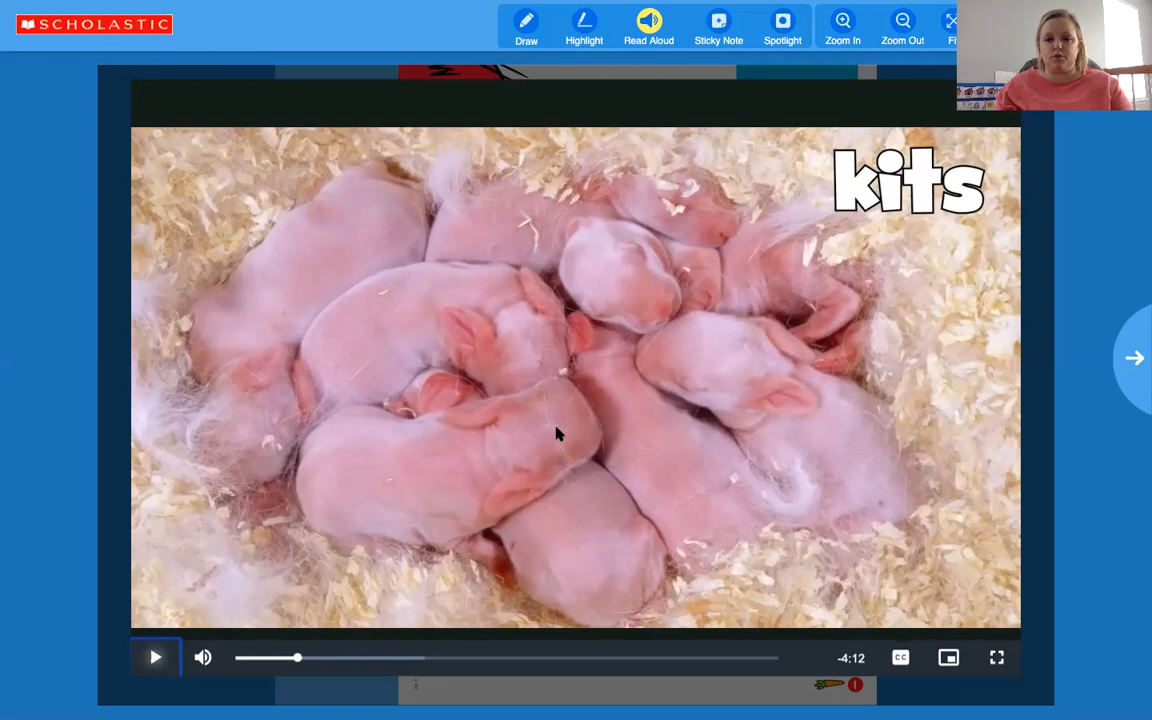 SCHOLASTIC
Draw
Highlight
Read Aloud
Sticky Note
Spotlight
Zoom In
Zoom Out
kits
-4:12
CC